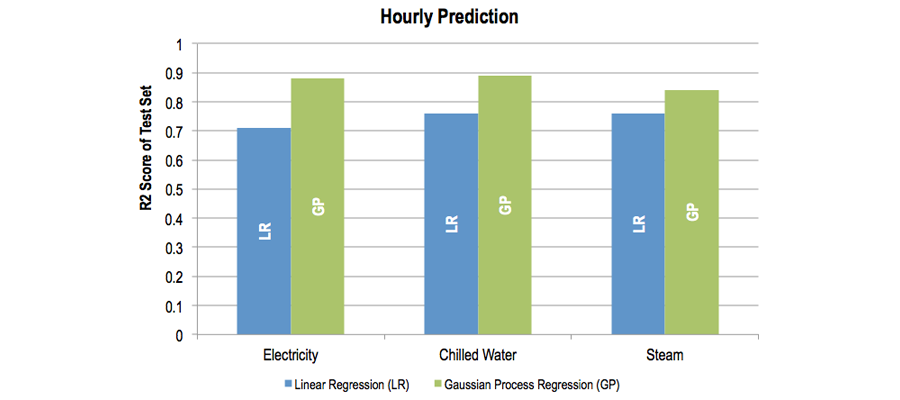 Hourly Prediction
R2 Score of Test Set
1
0.9
0.8
0.7
0.6
0.5
0.4
0.3
0.2
0.1
0
LR
GP
LR
GP
LR
GP
Electricity
Chilled Water
Steam
Linear Regression (LR)
Gaussian Process Regression (GP)